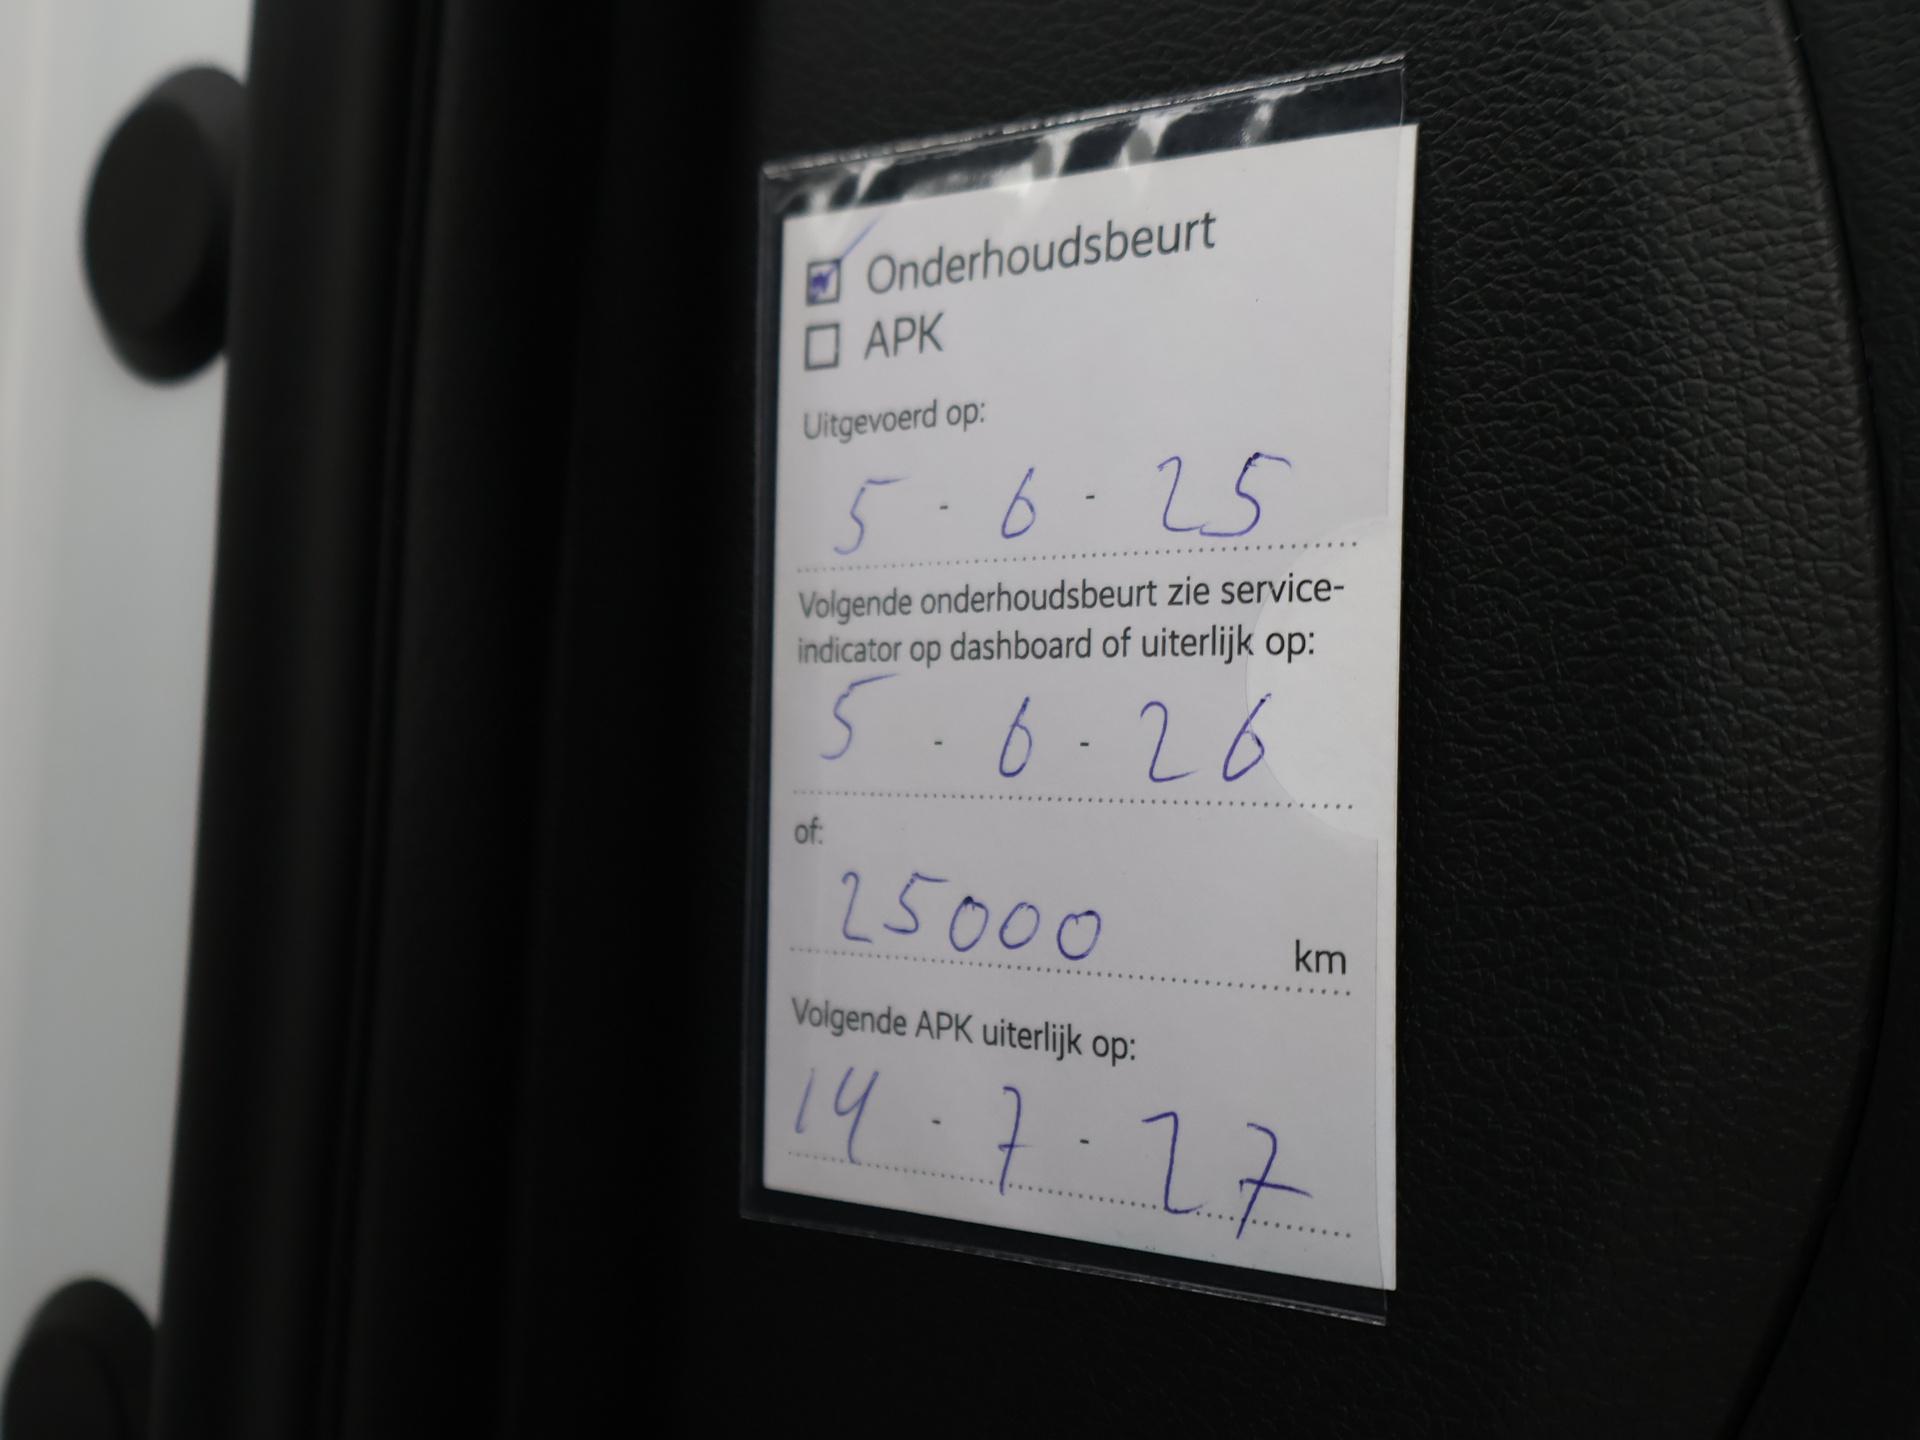 Onderhoudsbeurt
APK
Uitgevoerd op:
5 - 6 - 25
Volgende onderhoudsbeurt zie service-
indicator op dashboard of uiterlijk op:
5 - 6 - 26
of:
25000 km
Volgende APK uiterlijk op:
14 - 7 - 27